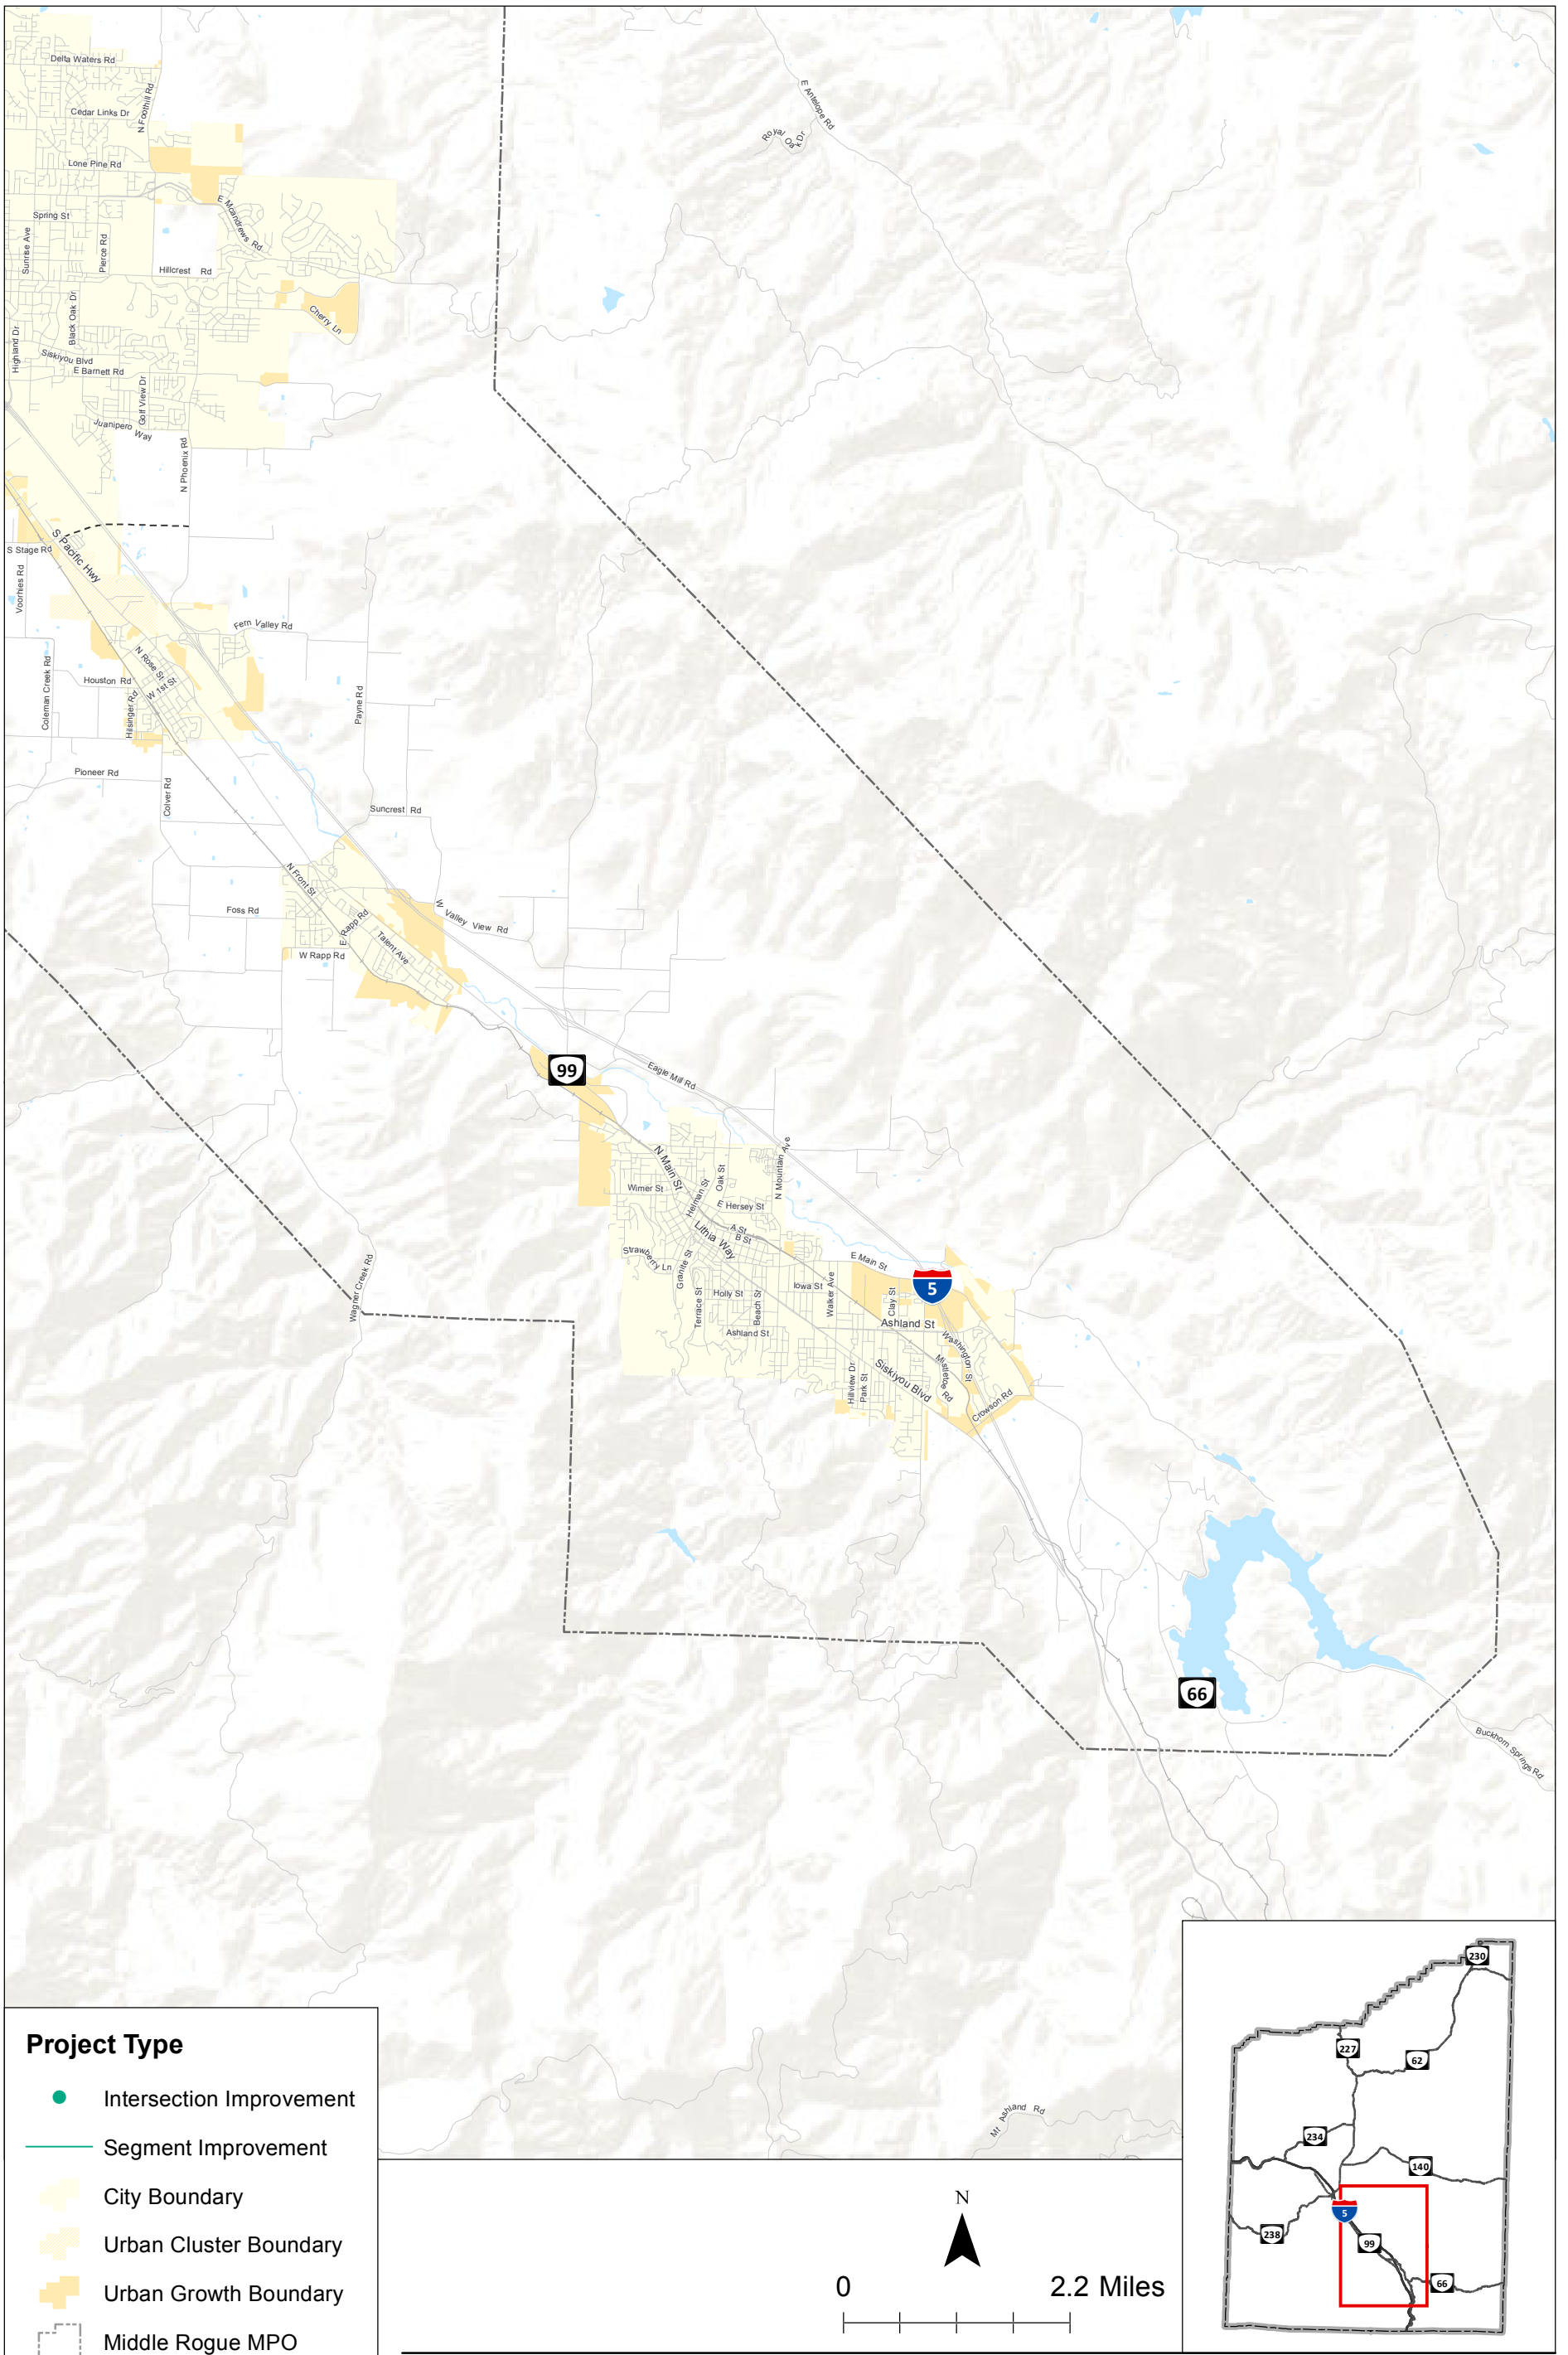 Delta Waters Rd
N Foothill Rd
Cedar Links Dr
Lone Pine Rd
E Antelope Rd
Royal Oak Dr
E Mcandrews Rd
Spring St
Sunrise Ave
Pierce Rd
Hillcrest Rd
Cherry Ln
Black Oak Dr
Highland Dr
Siskiyou Blvd
E Barnett Rd
Golf View Dr
Juanipero Way
N Phoenix Rd
S Stage Rd
S Pacific Hwy
Voorhies Rd
Fern Valley Rd
N Rose St
W 1st St
Houston Rd
Coleman Creek Rd
Hilsinger Rd
Payne Rd
Pioneer Rd
Colver Rd
Suncrest Rd
N Front St
Foss Rd
E Rapp Rd
W Valley View Rd
Talent Ave
W Rapp Rd
99
Eagle Mill Rd
N Main St
N Mountain Ave
Oak St
Wimer St
Helman St
E Hersey St
A St
B St
Lithia Way
Strawberry Ln
Granite St
E Main St
5
Wagner Creek Rd
Iowa St
Walker Ave
Clay St
Holly St
Terrace St
Beach St
Ashland St
Ashland St
Washington St
Mistletoe Rd
Siskiyou Blvd
Hillview Dr
Park St
Crowson Rd
66
Buckhorn Springs Rd
Mt Ashland Rd
Project Type
Intersection Improvement
Segment Improvement
City Boundary
Urban Cluster Boundary
Urban Growth Boundary
Middle Rogue MPO
N
0 2.2 Miles
230
227
62
234
140
5
238
99
66